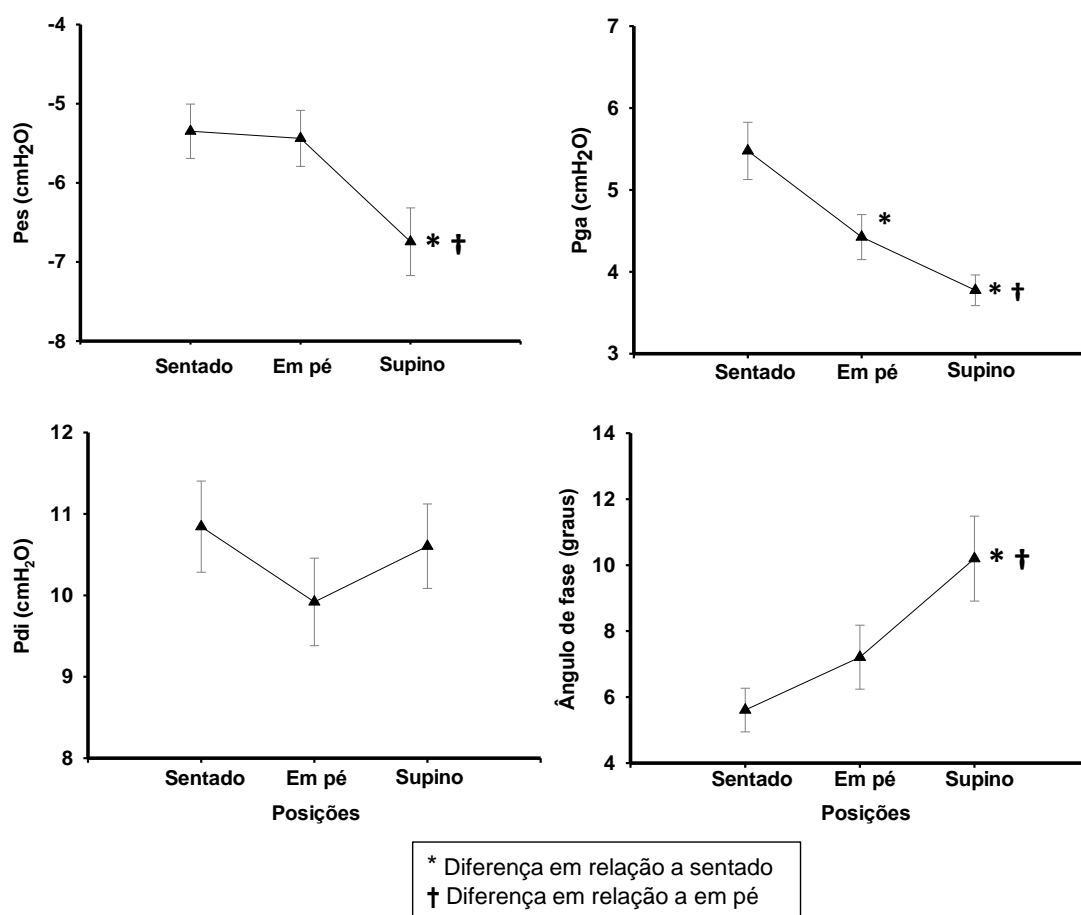 -4
-5
-6
-7
-8
Pes (cmH2O)
* †
Sentado Em pé Supino
7
6
5
4
3
Pga (cmH2O)
*
* †
Sentado Em pé Supino
12
11
10
9
8
Pdi (cmH2O)
Sentado Em pé Supino
Posições
14
12
10
8
6
4
Ângulo de fase (graus)
* †
Sentado Em pé Supino
Posições
* Diferença em relação a sentado
† Diferença em relação a em pé